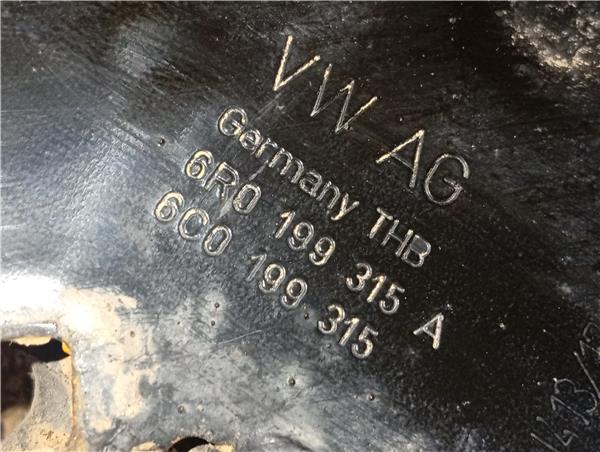 VW AG
Germany THB
6R0 199 315 A
6C0 199 315